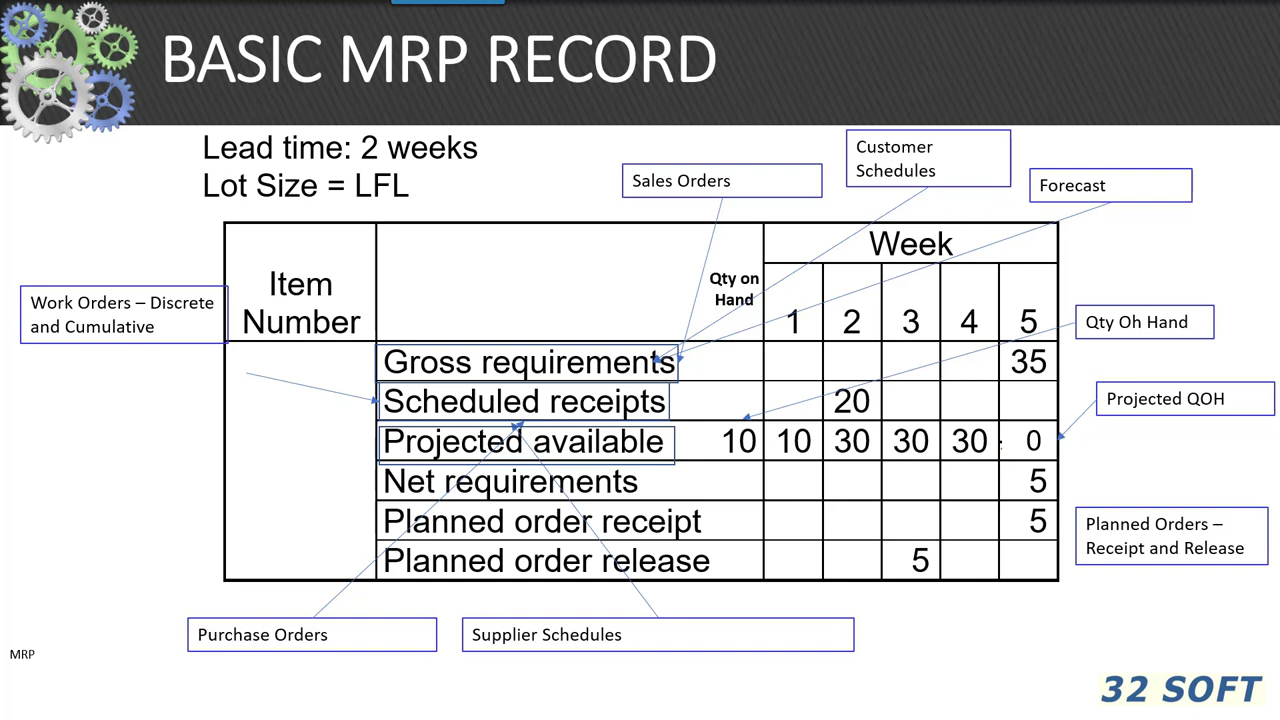 BASIC MRP RECORD
Lead time: 2 weeks
Lot Size = LFL
Sales Orders
Customer
Schedules
Forecast
Work Orders – Discrete
and Cumulative
Item
Number
Qty on
Hand
Week
1 2 3 4 5
Qty Oh Hand
Gross requirements 35
Scheduled receipts 20
Projected available 10 10 30 30 30 0
Projected QOH
Net requirements 5
Planned order receipt 5
Planned order release 5
Planned Orders –
Receipt and Release
Purchase Orders
Supplier Schedules
MRP
32 SOFT